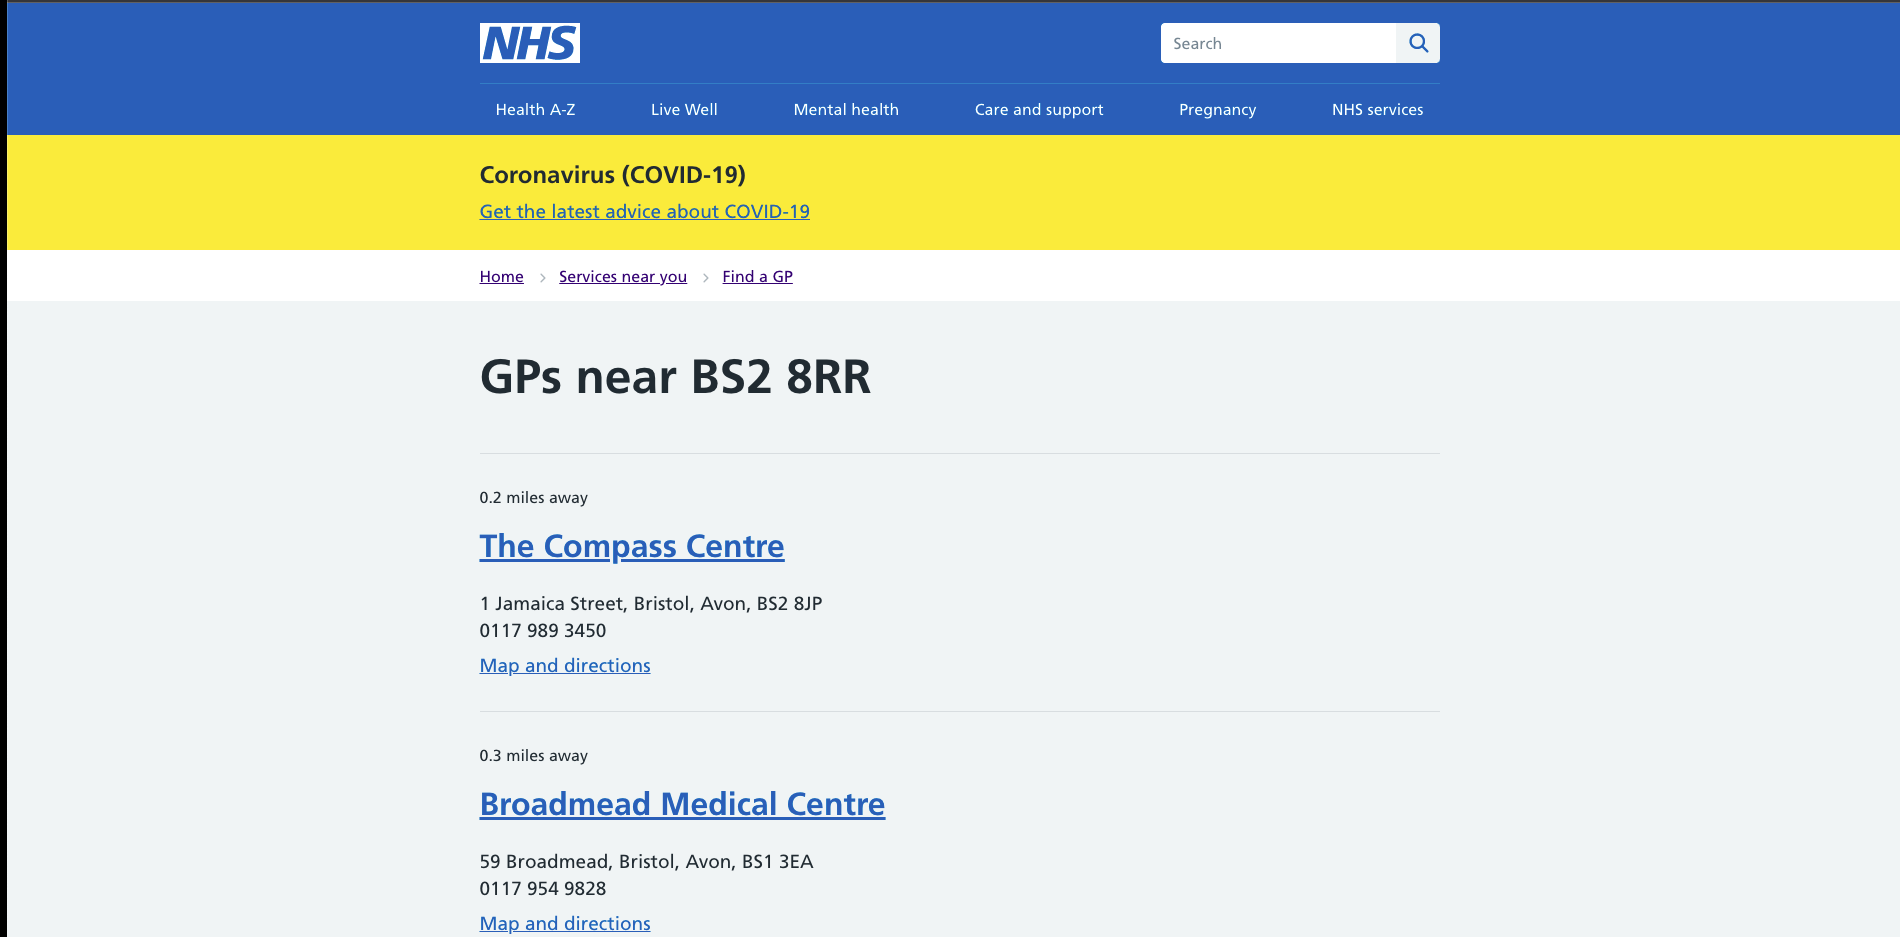 NHS
Search
Health A-Z Live Well Mental health Care and support Pregnancy NHS services
Coronavirus (COVID-19)
Get the latest advice about COVID-19
Home Services near you Find a GP
GPs near BS2 8RR
0.2 miles away
The Compass Centre
1 Jamaica Street, Bristol, Avon, BS2 8JP
0117 989 3450
Map and directions
0.3 miles away
Broadmead Medical Centre
59 Broadmead, Bristol, Avon, BS1 3EA
0117 954 9828
Map and directions